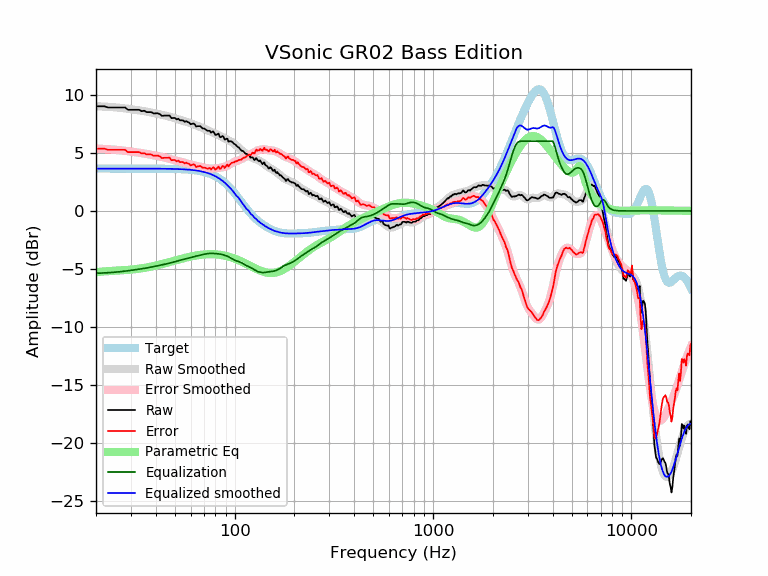 VSonic GR02 Bass Edition
Amplitude (dBr)
10
5
0
−5
−10
−15
−20
−25
Target
Raw Smoothed
Error Smoothed
Raw
Error
Parametric Eq
Equalization
Equalized smoothed
100
1000
10000
Frequency (Hz)